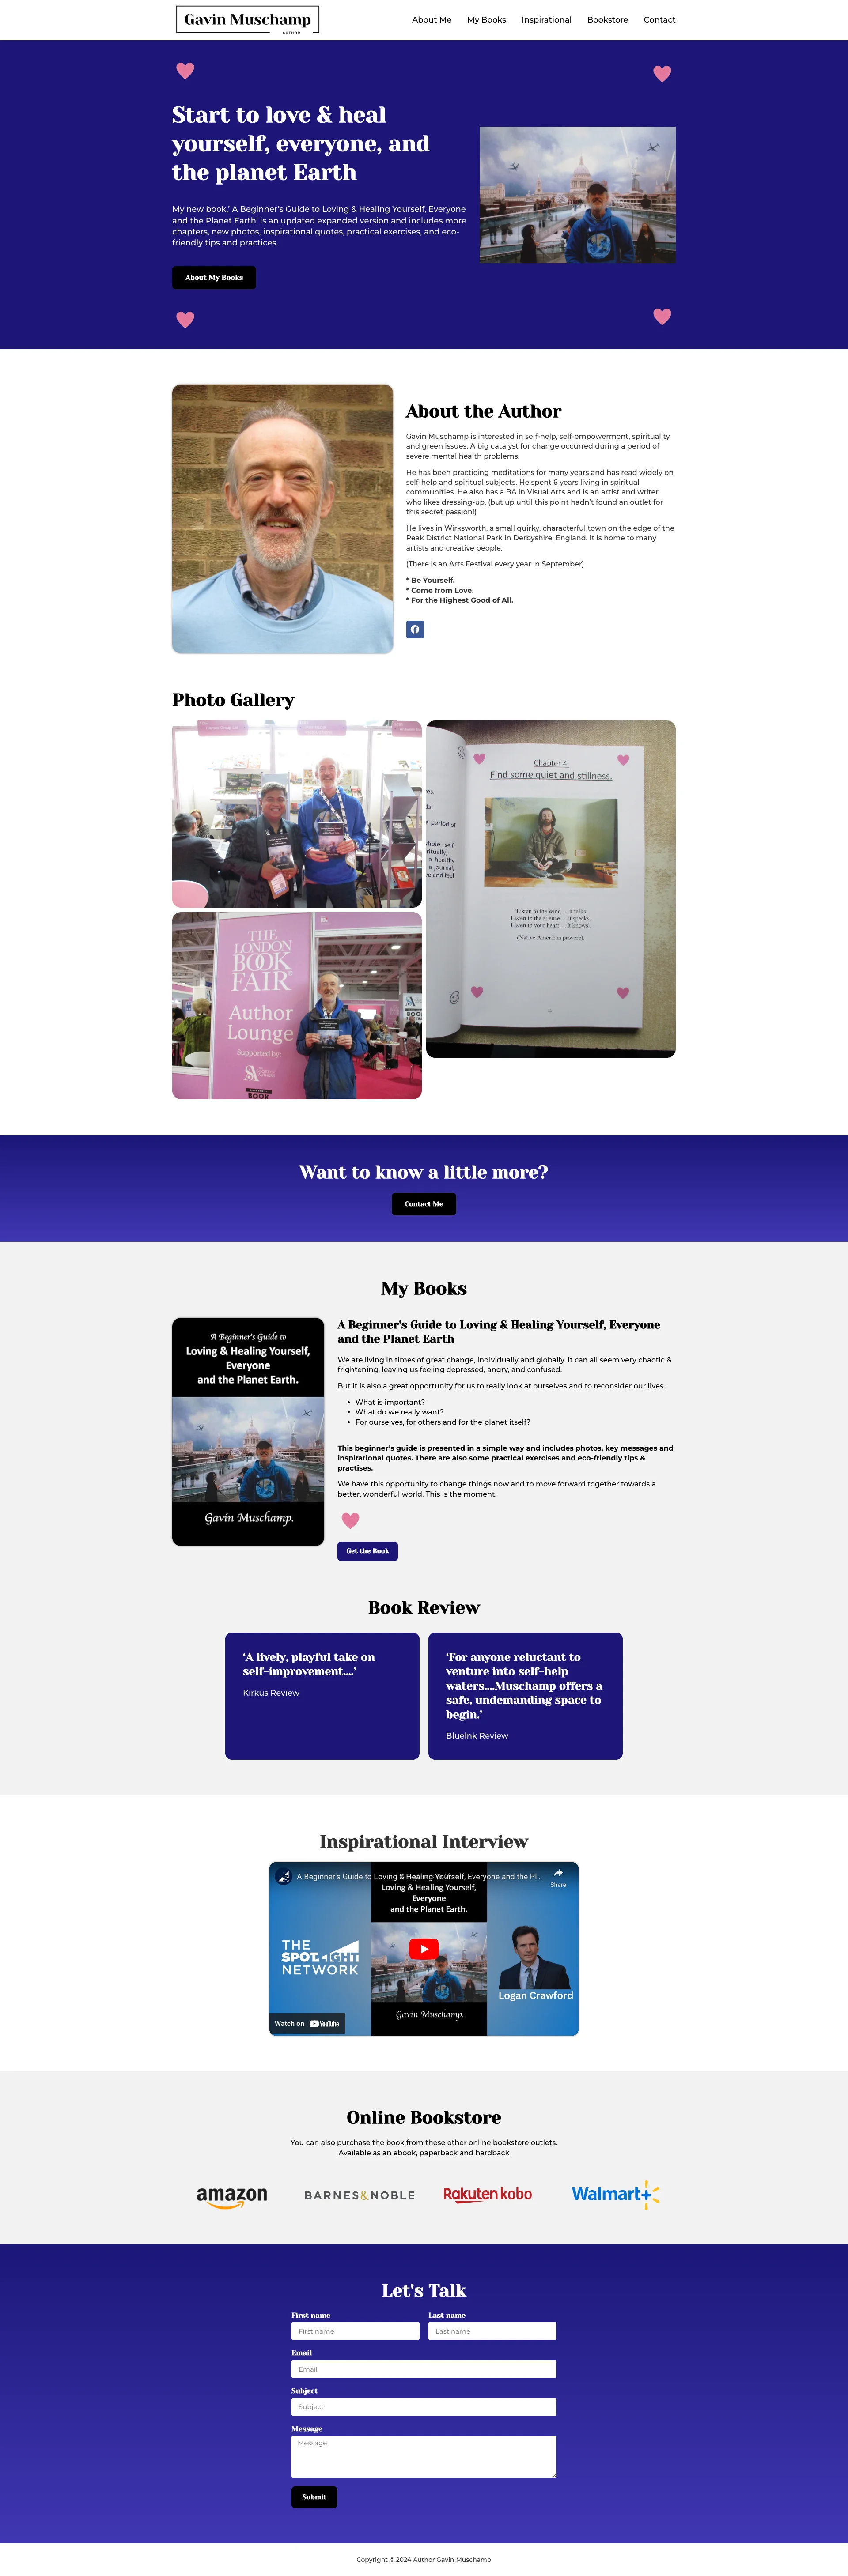 Gavin Muschamp
AUTHOR
About Me
My Books
Inspirational
Bookstore
Contact
Start to love & heal
yourself, everyone, and
the planet Earth
My new book,’ A Beginner’s Guide to Loving & Healing Yourself, Everyone
and the Planet Earth’ is an updated expanded version and includes more
chapters, new photos, inspirational quotes, practical exercises, and eco-
friendly tips and practices.
About My Books
About the Author
Gavin Muschamp is interested in self-help, self-empowerment, spirituality
and green issues. A big catalyst for change occurred during a period of
severe mental health problems.
He has been practicing meditations for many years and has read widely on
self-help and spiritual subjects. He spent 6 years living in spiritual
communities. He also has a BA in Visual Arts and is an artist and writer
who likes dressing-up, (but up until this point hadn’t found an outlet for
this secret passion!)
He lives in Wirksworth, a small quirky, characterful town on the edge of the
Peak District National Park in Derbyshire, England. It is home to many
artists and creative people.
(There is an Arts Festival every year in September)
* Be Yourself.
* Come from Love.
* For the Highest Good of All.
Photo Gallery
THE
LONDON
BOOK
FAIR
Author
Lounge
Supported by:
SA
BOOK
Chapter 4.
Find some quiet and stillness.
es.
ds!
a period of
whole self,
piritually).
a healthy
a journal,
ve and feel
‘Listen to the wind....it talks.
Listen to the silence.....it speaks.
Listen to your heart.....it knows’.
(Native American proverb).
Want to know a little more?
Contact Me
My Books
A Beginner's Guide to
Loving & Healing Yourself,
Everyone
and the Planet Earth.
Gavin Muschamp.
A Beginner's Guide to Loving & Healing Yourself, Everyone
and the Planet Earth
We are living in times of great change, individually and globally. It can all seem very chaotic &
frightening, leaving us feeling depressed, angry, and confused.
But it is also a great opportunity for us to really look at ourselves and to reconsider our lives.
• What is important?
• What do we really want?
• For ourselves, for others and for the planet itself?
This beginner’s guide is presented in a simple way and includes photos, key messages and
inspirational quotes. There are also some practical exercises and eco-friendly tips &
practises.
We have this opportunity to change things now and to move forward together towards a
better, wonderful world. This is the moment.
Get the Book
Book Review
‘A lively, playful take on
self-improvement….’
Kirkus Review
‘For anyone reluctant to
venture into self-help
waters….Muschamp offers a
safe, undemanding space to
begin.’
BlueInk Review
Inspirational Interview
A Beginner's Guide to Loving & Healing Yourself, Everyone and the Pl...
Share
Loving & Healing Yourself,
Everyone
and the Planet Earth.
THE
SPOTLIGHT
NETWORK
Logan Crawford
Gavin Muschamp.
Watch on YouTube
Online Bookstore
You can also purchase the book from these other online bookstore outlets.
Available as an ebook, paperback and hardback
amazon
BARNES&NOBLE
Rakuten kobo
Walmart+
Let's Talk
First name
Last name
First name
Last name
Email
Email
Subject
Subject
Message
Message
Submit
Copyright © 2024 Author Gavin Muschamp